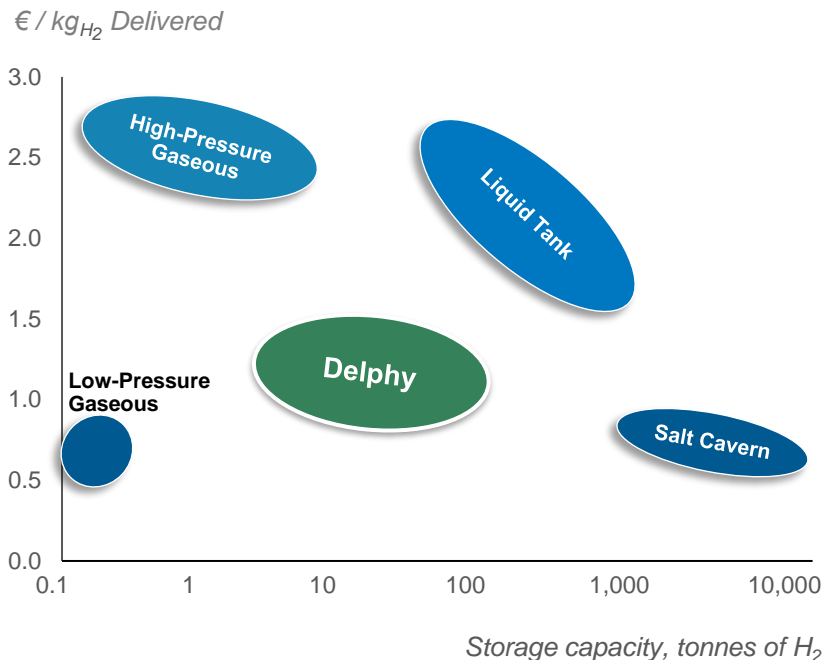 € / kgH2 Delivered
3.0
High-Pressure
Gaseous
2.5
Liquid Tank
2.0
1.5
Delphy
Low-Pressure
Gaseous
1.0
Salt Cavern
0.5
0.0
0.1 1 10 100 1,000 10,000
Storage capacity, tonnes of H2